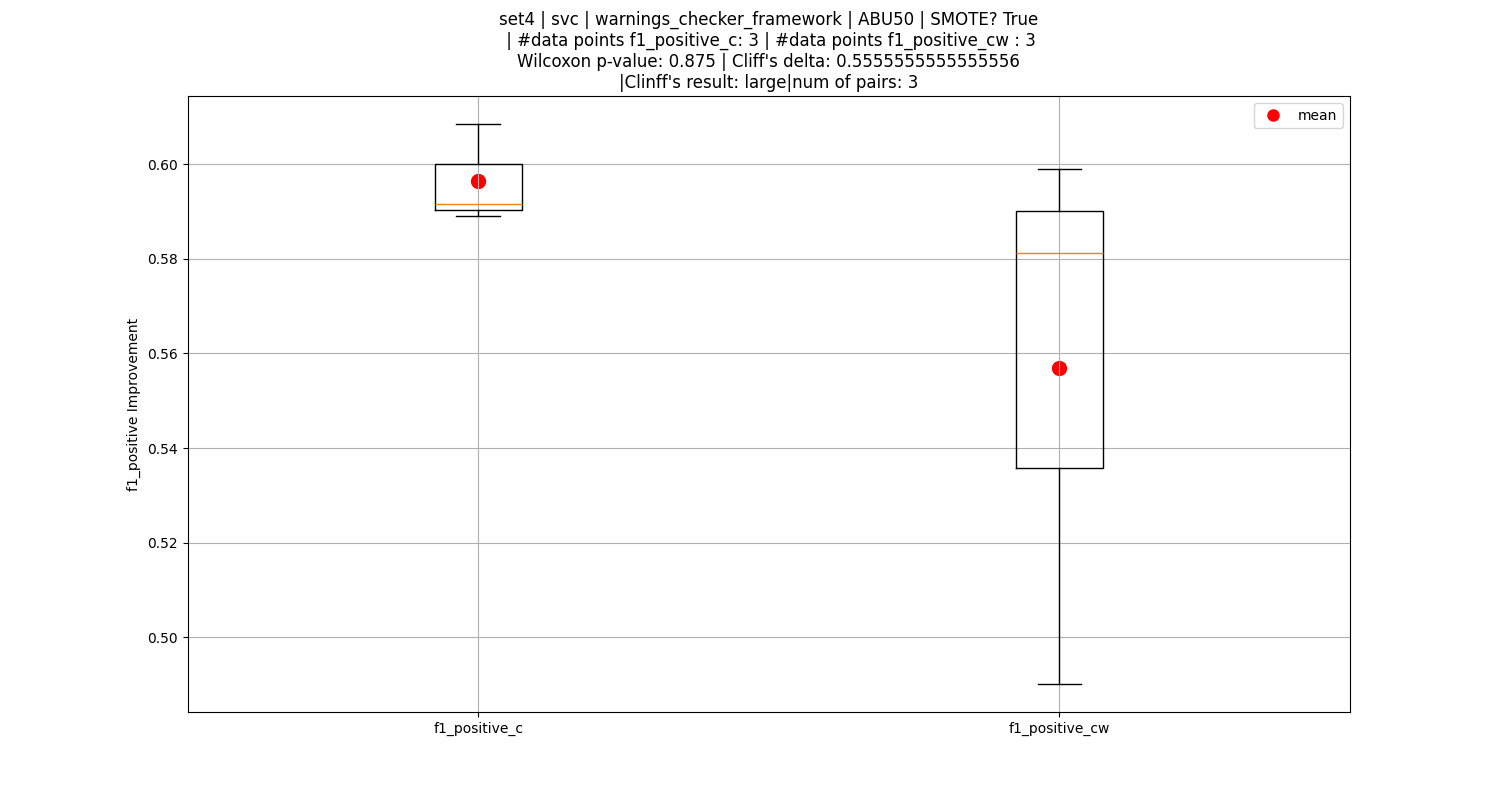 set4 | svc | warnings_checker_framework | ABU50 | SMOTE? True
| #data points f1_positive_c: 3 | #data points f1_positive_cw : 3
Wilcoxon p-value: 0.875 | Cliff's delta: 0.5555555555555556
|Clinff's result: large|num of pairs: 3
mean
0.60
0.58
0.56
0.54
0.52
0.50
f1_positive Improvement
f1_positive_c
f1_positive_cw